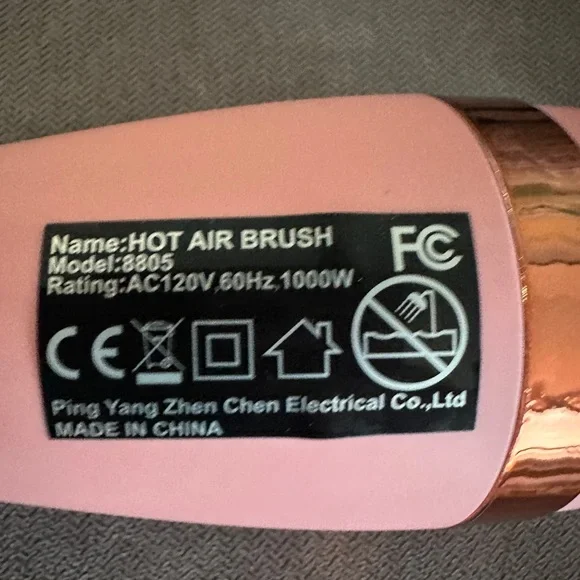 Name:HOT AIR BRUSH
Model:8805
Rating:AC120V,60Hz,1000W
FC
CE
Ping Yang Zhen Chen Electrical Co.,Ltd
MADE IN CHINA